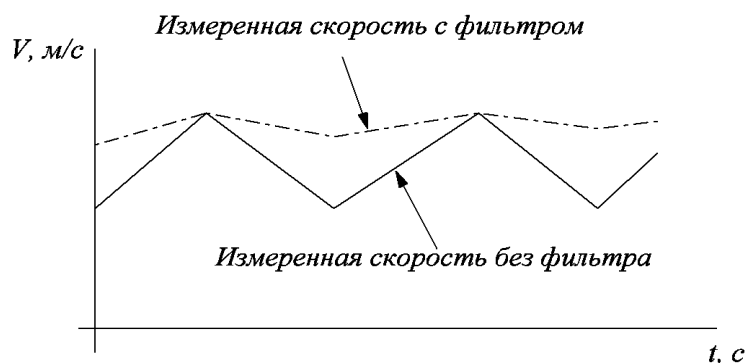 Измеренная скорость с фильтром
V, м/с
Измеренная скорость без фильтра
t, c